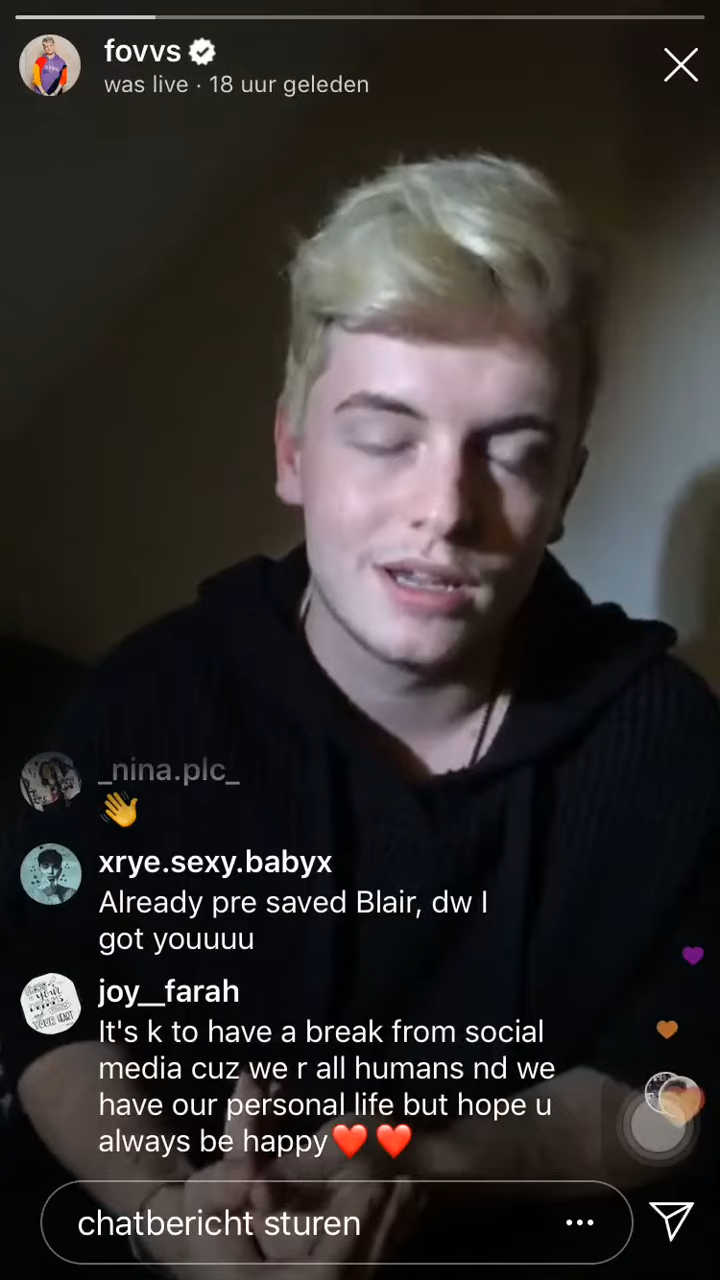 fovvs
was live · 18 uur geleden
_nina.plc_
👋
xrye.sexy.babyx
Already pre saved Blair, dw I
got youuuu
joy__farah
It's k to have a break from social
media cuz we r all humans nd we
have our personal life but hope u
always be happy❤️❤️
chatbericht sturen